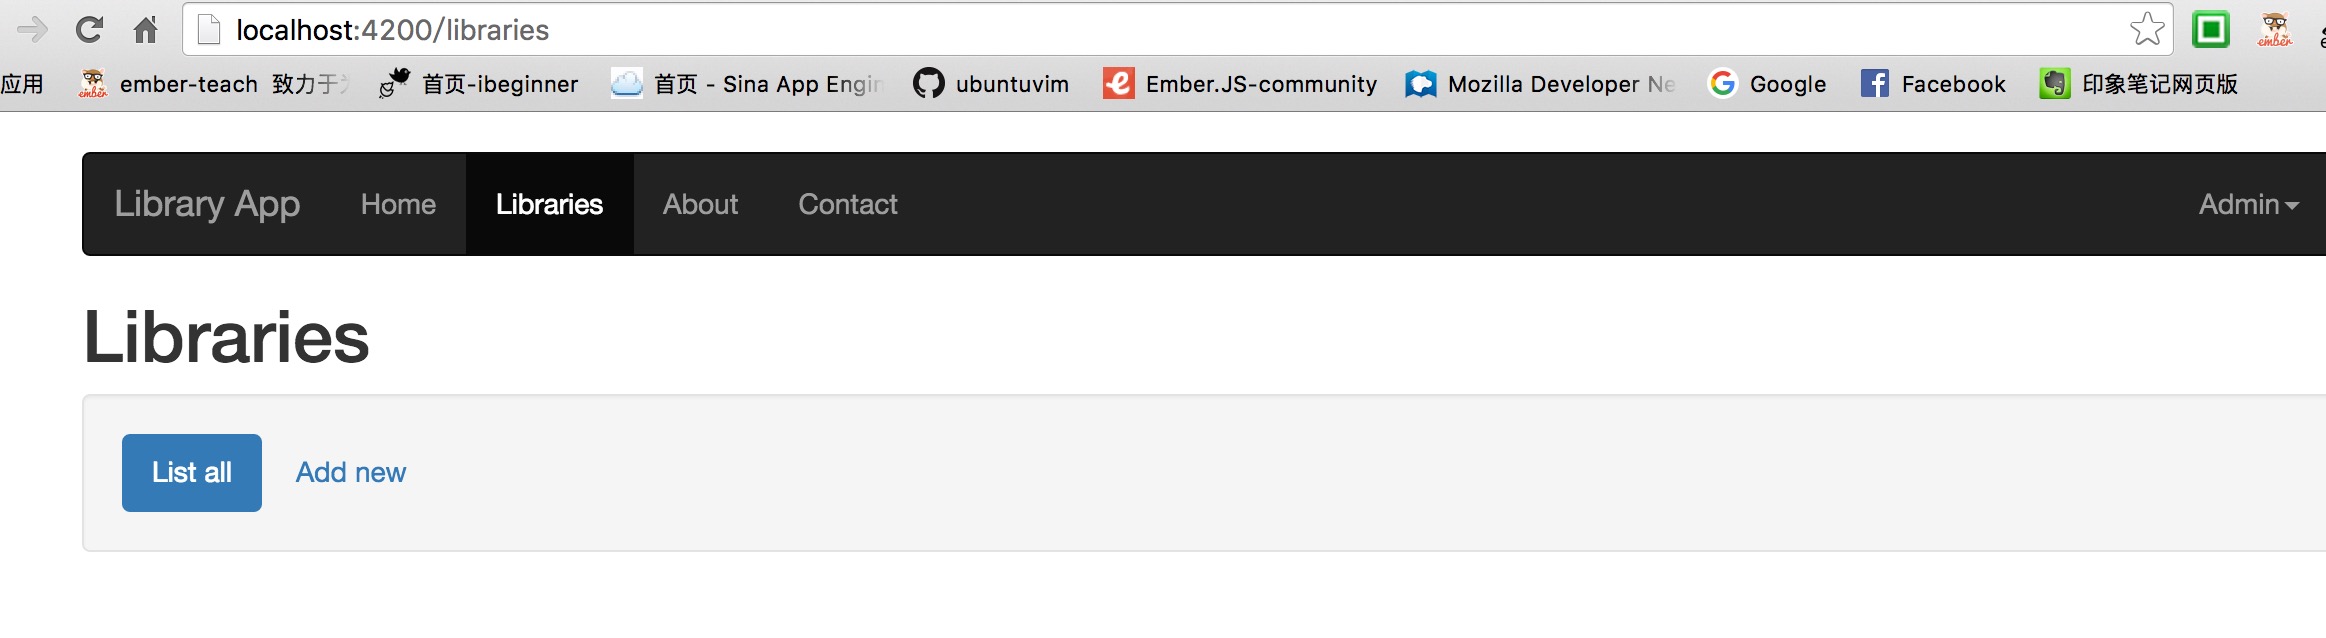 localhost:4200/libraries
应用 ember-teach 致力于 首页-ibeginner 首页 - Sina App Engin ubuntuvim Ember.JS-community Mozilla Developer Ne Google Facebook 印象笔记网页版
Library App Home Libraries About Contact Admin
Libraries
List all Add new